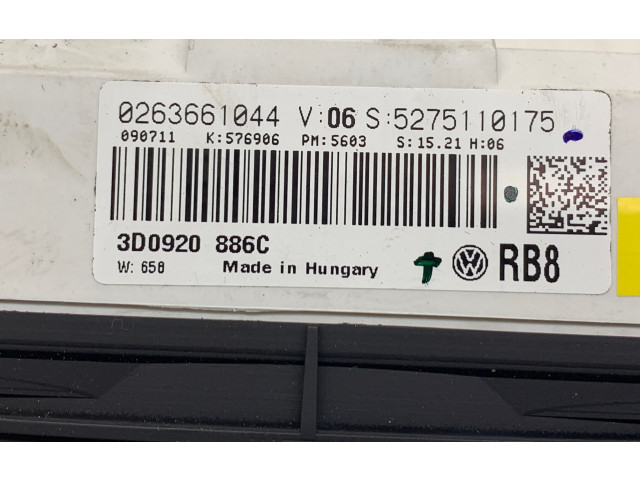 0263661044 V:06 S:5275110175
090711 K:576906 PM:5603 S:15.21 H:06
3D0920 886C
W: 658 Made in Hungary RB8